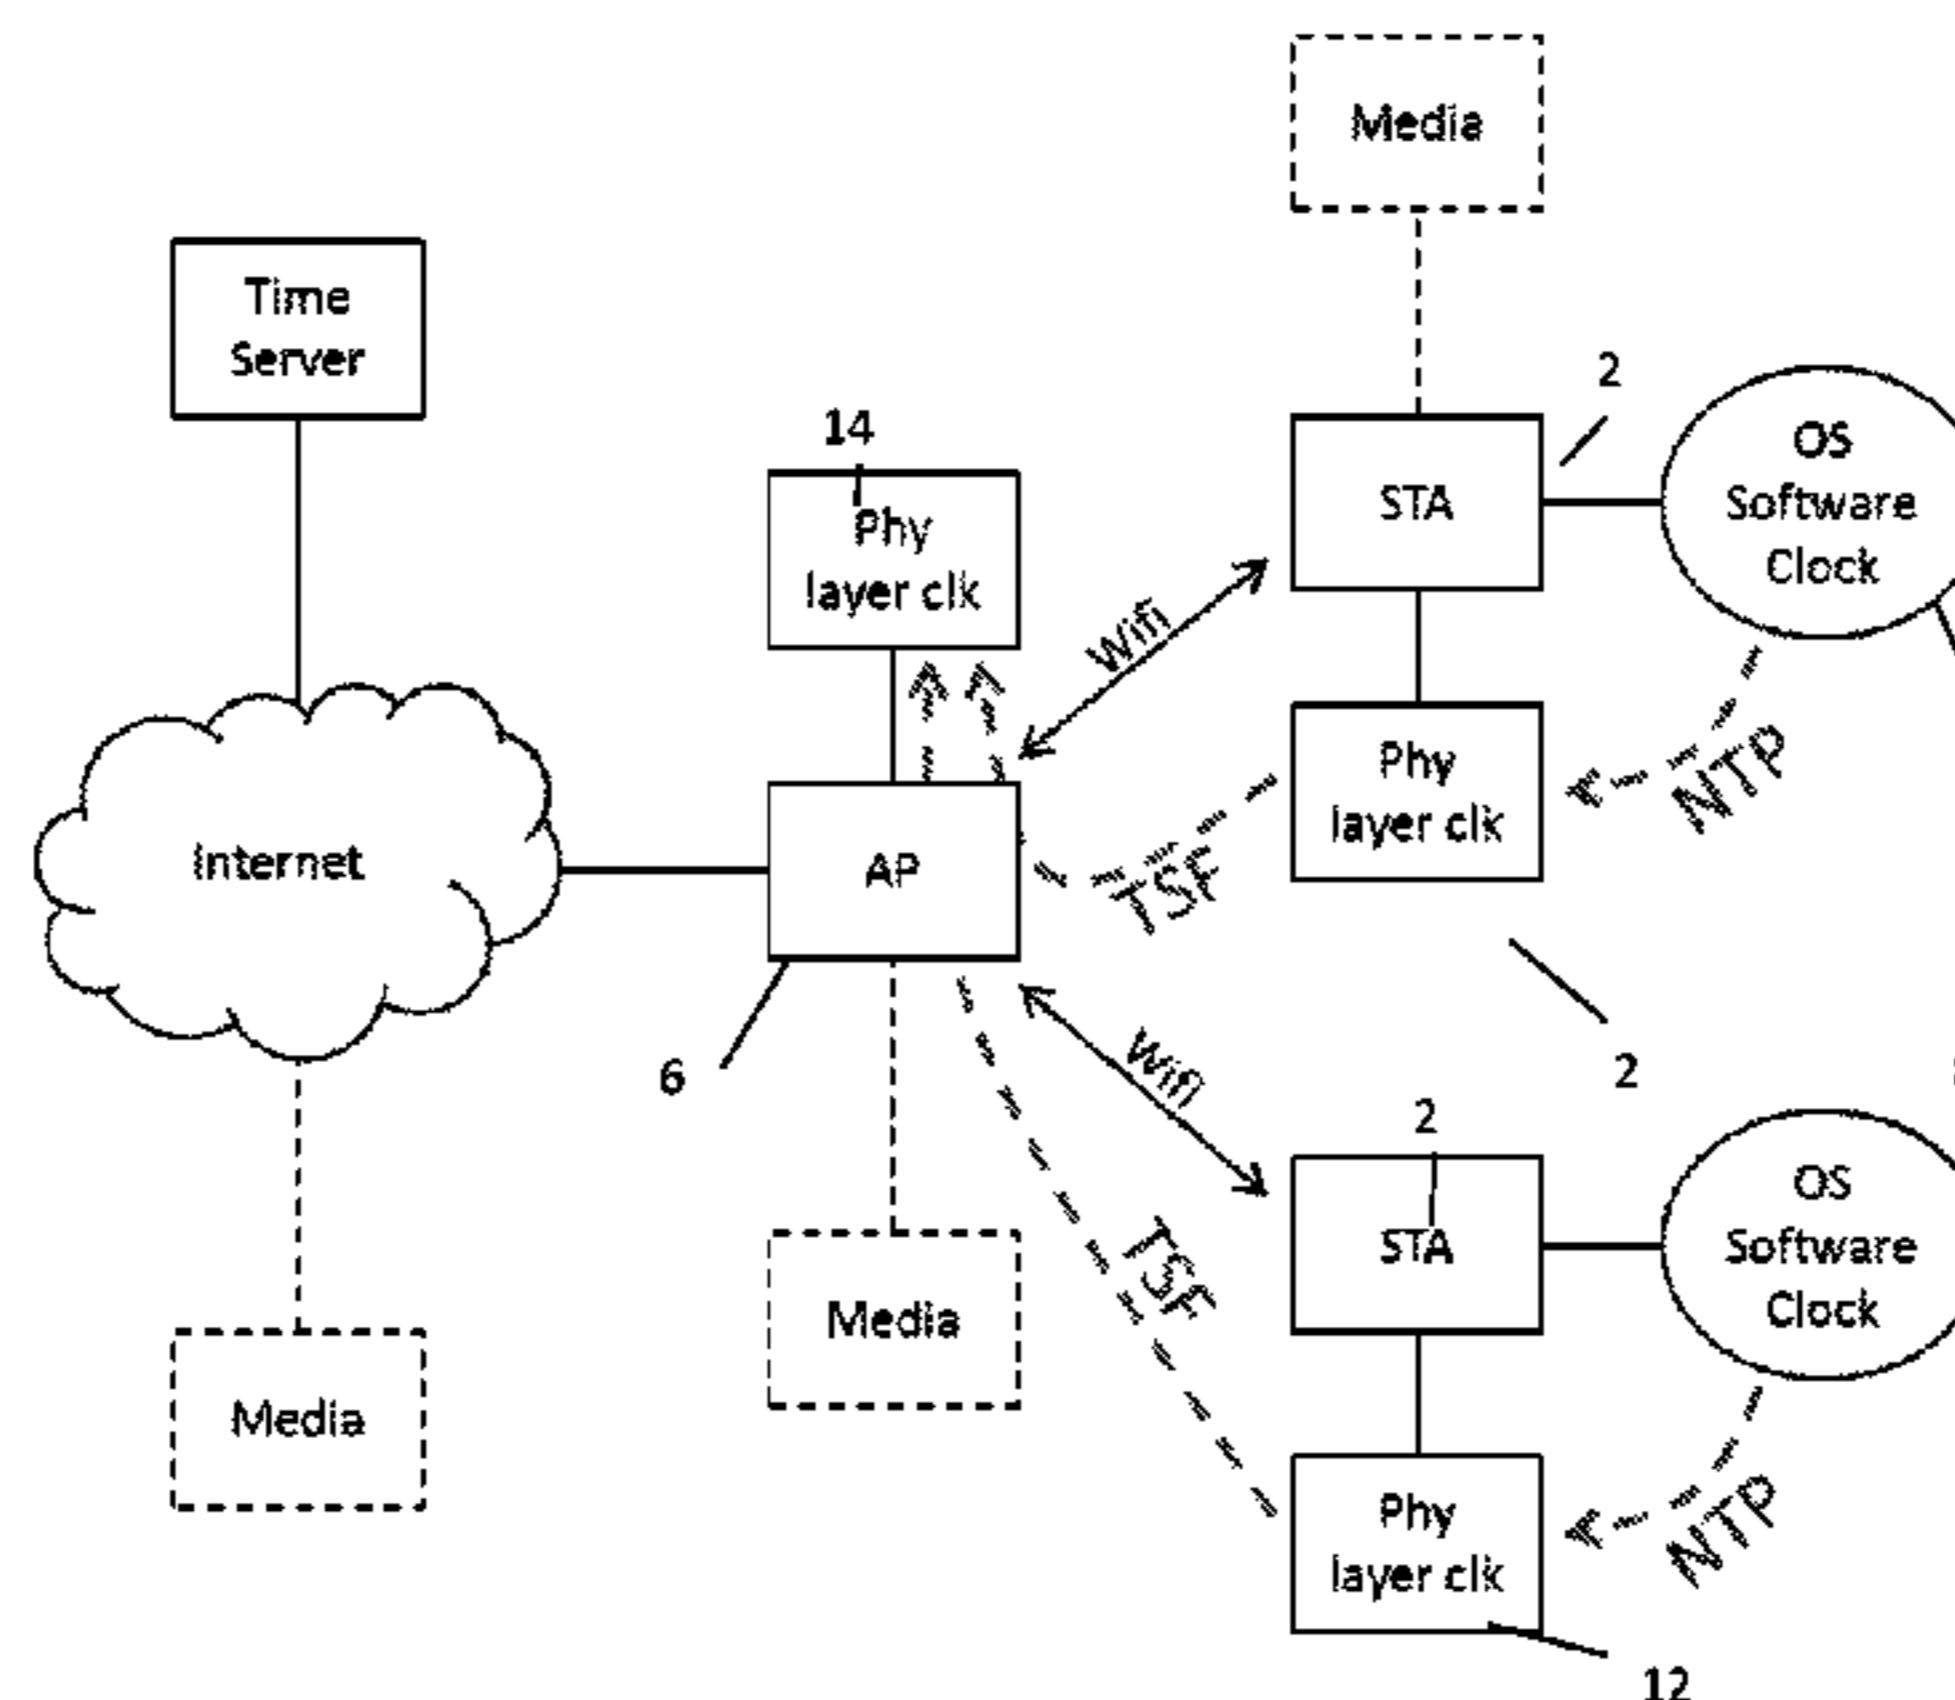 Media
Time
Server
2
14
OS
Software
Clock
STA
Phy
layer clk
Wifi
Phy
layer clk
NTP
Internet
AP
TSF
6
Wifi
2
2
OS
Software
Clock
STA
TSF
Media
Media
Phy
layer clk
NTP
12